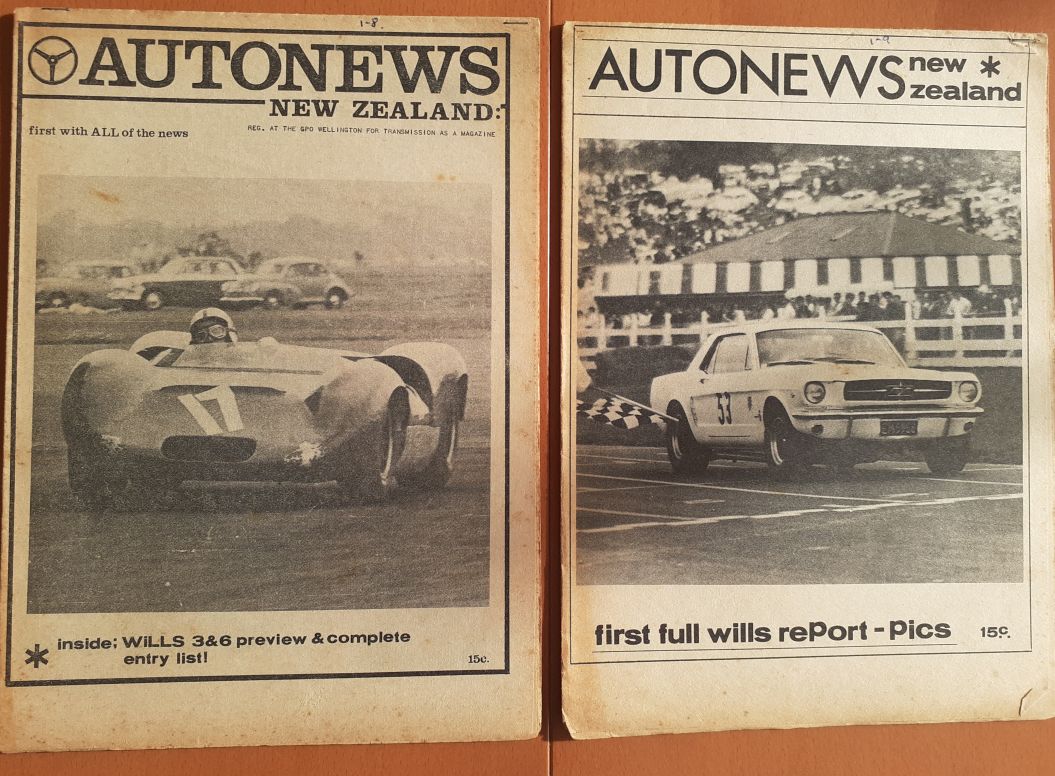 1-8.
AUTONEWS
NEW ZEALAND:
first with ALL of the news
REG. AT THE GPO WELLINGTON FOR TRANSMISSION AS A MAGAZINE
17
* inside; WiLLS 3&6 preview & complete
entry list!
15c.
1-9
AUTONEWS new *
zealand
53
first full wills rePort - Pics
15c.